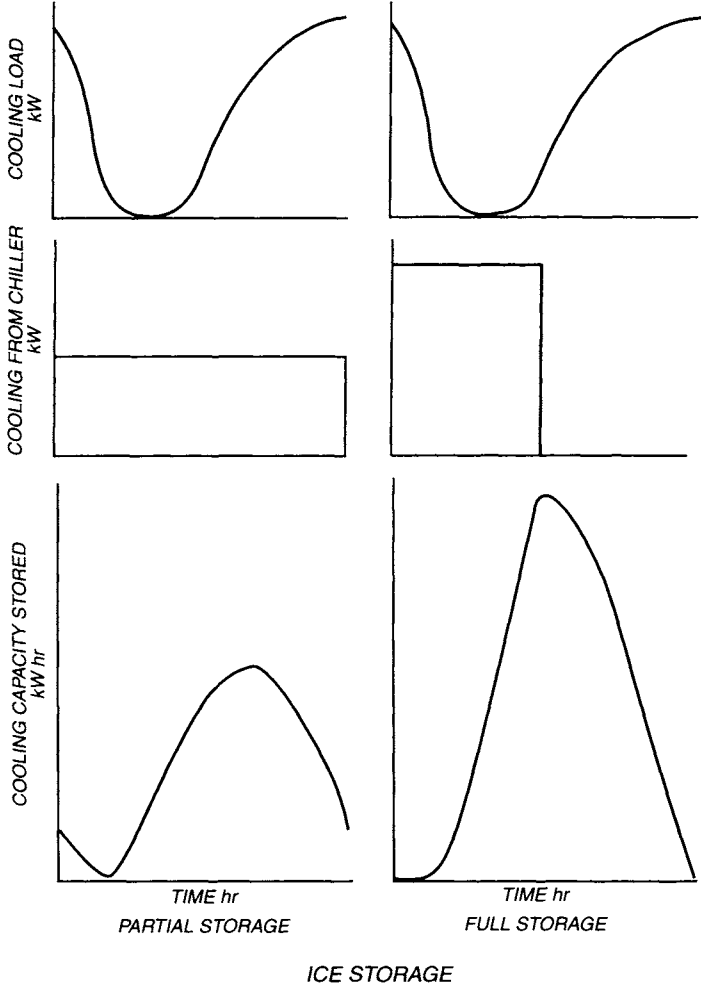 COOLING LOAD
kW
COOLING FROM CHILLER
kW
COOLING CAPACITY STORED
kW hr
TIME hr
PARTIAL STORAGE
TIME hr
FULL STORAGE
ICE STORAGE